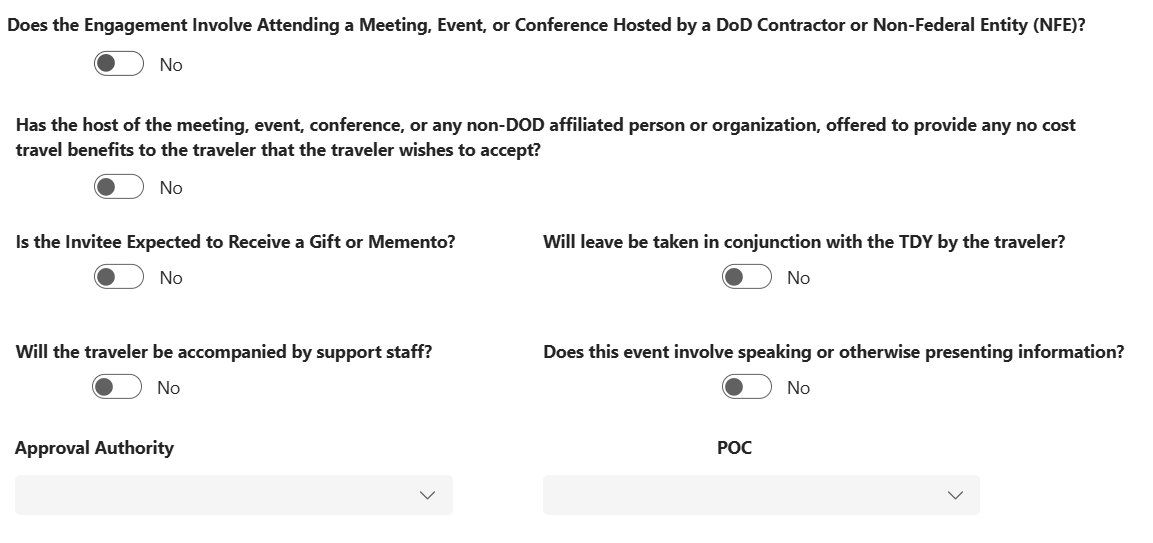 Does the Engagement Involve Attending a Meeting, Event, or Conference Hosted by a DoD Contractor or Non-Federal Entity (NFE)?
No
Has the host of the meeting, event, conference, or any non-DOD affiliated person or organization, offered to provide any no cost
travel benefits to the traveler that the traveler wishes to accept?
No
Is the Invitee Expected to Receive a Gift or Memento?
No
Will leave be taken in conjunction with the TDY by the traveler?
No
Will the traveler be accompanied by support staff?
No
Does this event involve speaking or otherwise presenting information?
No
Approval Authority
POC